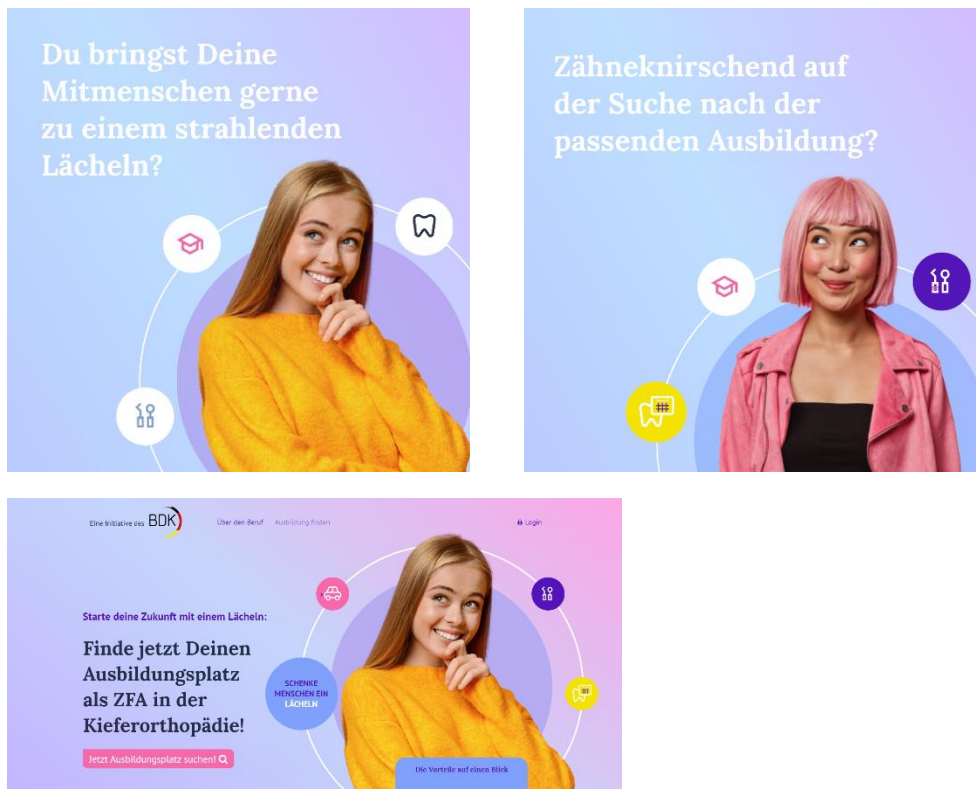 Du bringst Deine
Mitmenschen gerne
zu einem strahlenden
Lächeln?
Zähneknirschend auf
der Suche nach der
passenden Ausbildung?
Eine Initiative des BDK
Über den Beruf Ausbildung finden
Login
Starte deine Zukunft mit einem Lächeln:
Finde jetzt Deinen
Ausbildungsplatz
als ZFA in der
Kieferorthopädie!
SCHENKE
MENSCHEN EIN
LÄCHELN
Jetzt Ausbildungsplatz suchen!
Die Vorteile auf einen Blick